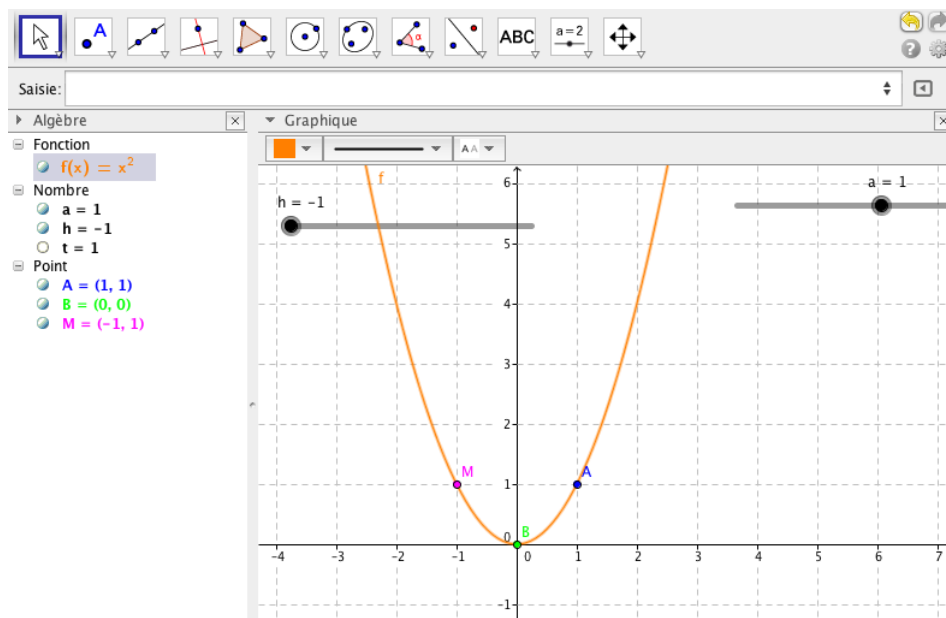 A
α
ABC
a=2
Saisie:
Algèbre
Graphique
Fonction
f(x) = x²
Nombre
a = 1
h = −1
t = 1
Point
A = (1, 1)
B = (0, 0)
M = (−1, 1)
AA
f
h = −1
a = 1
6
5
4
3
2
M
1
A
0
B
−4 −3 −2 −1 0 1 2 3 4 5 6 7
−1